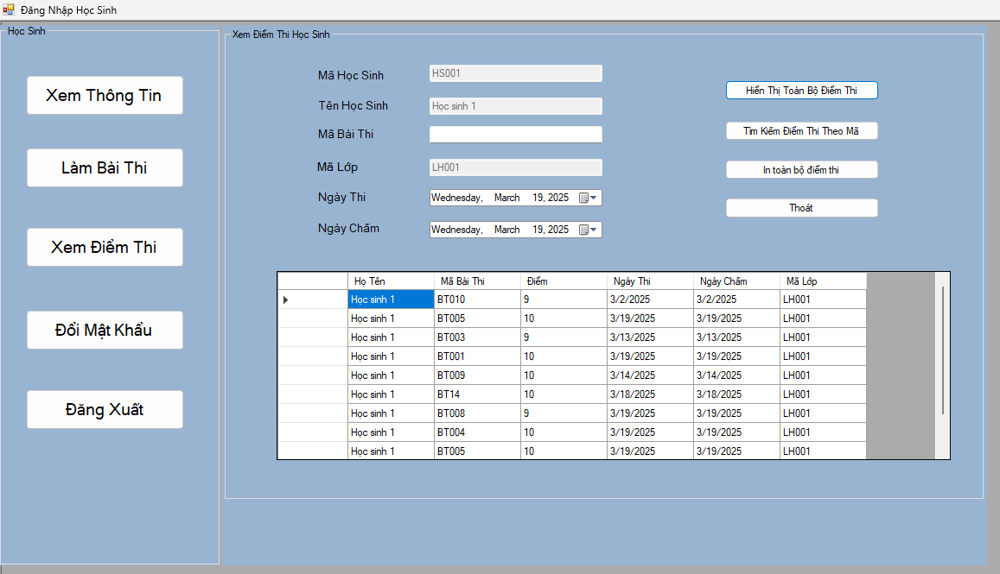 Đăng Nhập Học Sinh
Học Sinh
Xem Thông Tin
Làm Bài Thi
Xem Điểm Thi
Đổi Mật Khẩu
Đăng Xuất
Xem Điểm Thi Học Sinh
Mã Học Sinh HS001
Tên Học Sinh Học sinh 1
Mã Bài Thi
Mã Lớp LH001
Ngày Thi Wednesday, March 19, 2025
Ngày Chấm Wednesday, March 19, 2025
Hiển Thị Toàn Bộ Điểm Thi
Tìm Kiếm Điểm Thi Theo Mã
In toàn bộ điểm thi
Thoát
Họ Tên Mã Bài Thi Điểm Ngày Thi Ngày Chấm Mã Lớp
Học sinh 1 BT010 9 3/2/2025 3/2/2025 LH001
Học sinh 1 BT005 10 3/19/2025 3/19/2025 LH001
Học sinh 1 BT003 9 3/13/2025 3/13/2025 LH001
Học sinh 1 BT001 10 3/19/2025 3/19/2025 LH001
Học sinh 1 BT009 10 3/14/2025 3/14/2025 LH001
Học sinh 1 BT14 10 3/18/2025 3/18/2025 LH001
Học sinh 1 BT008 9 3/19/2025 3/19/2025 LH001
Học sinh 1 BT004 10 3/19/2025 3/19/2025 LH001
Học sinh 1 BT005 10 3/19/2025 3/19/2025 LH001